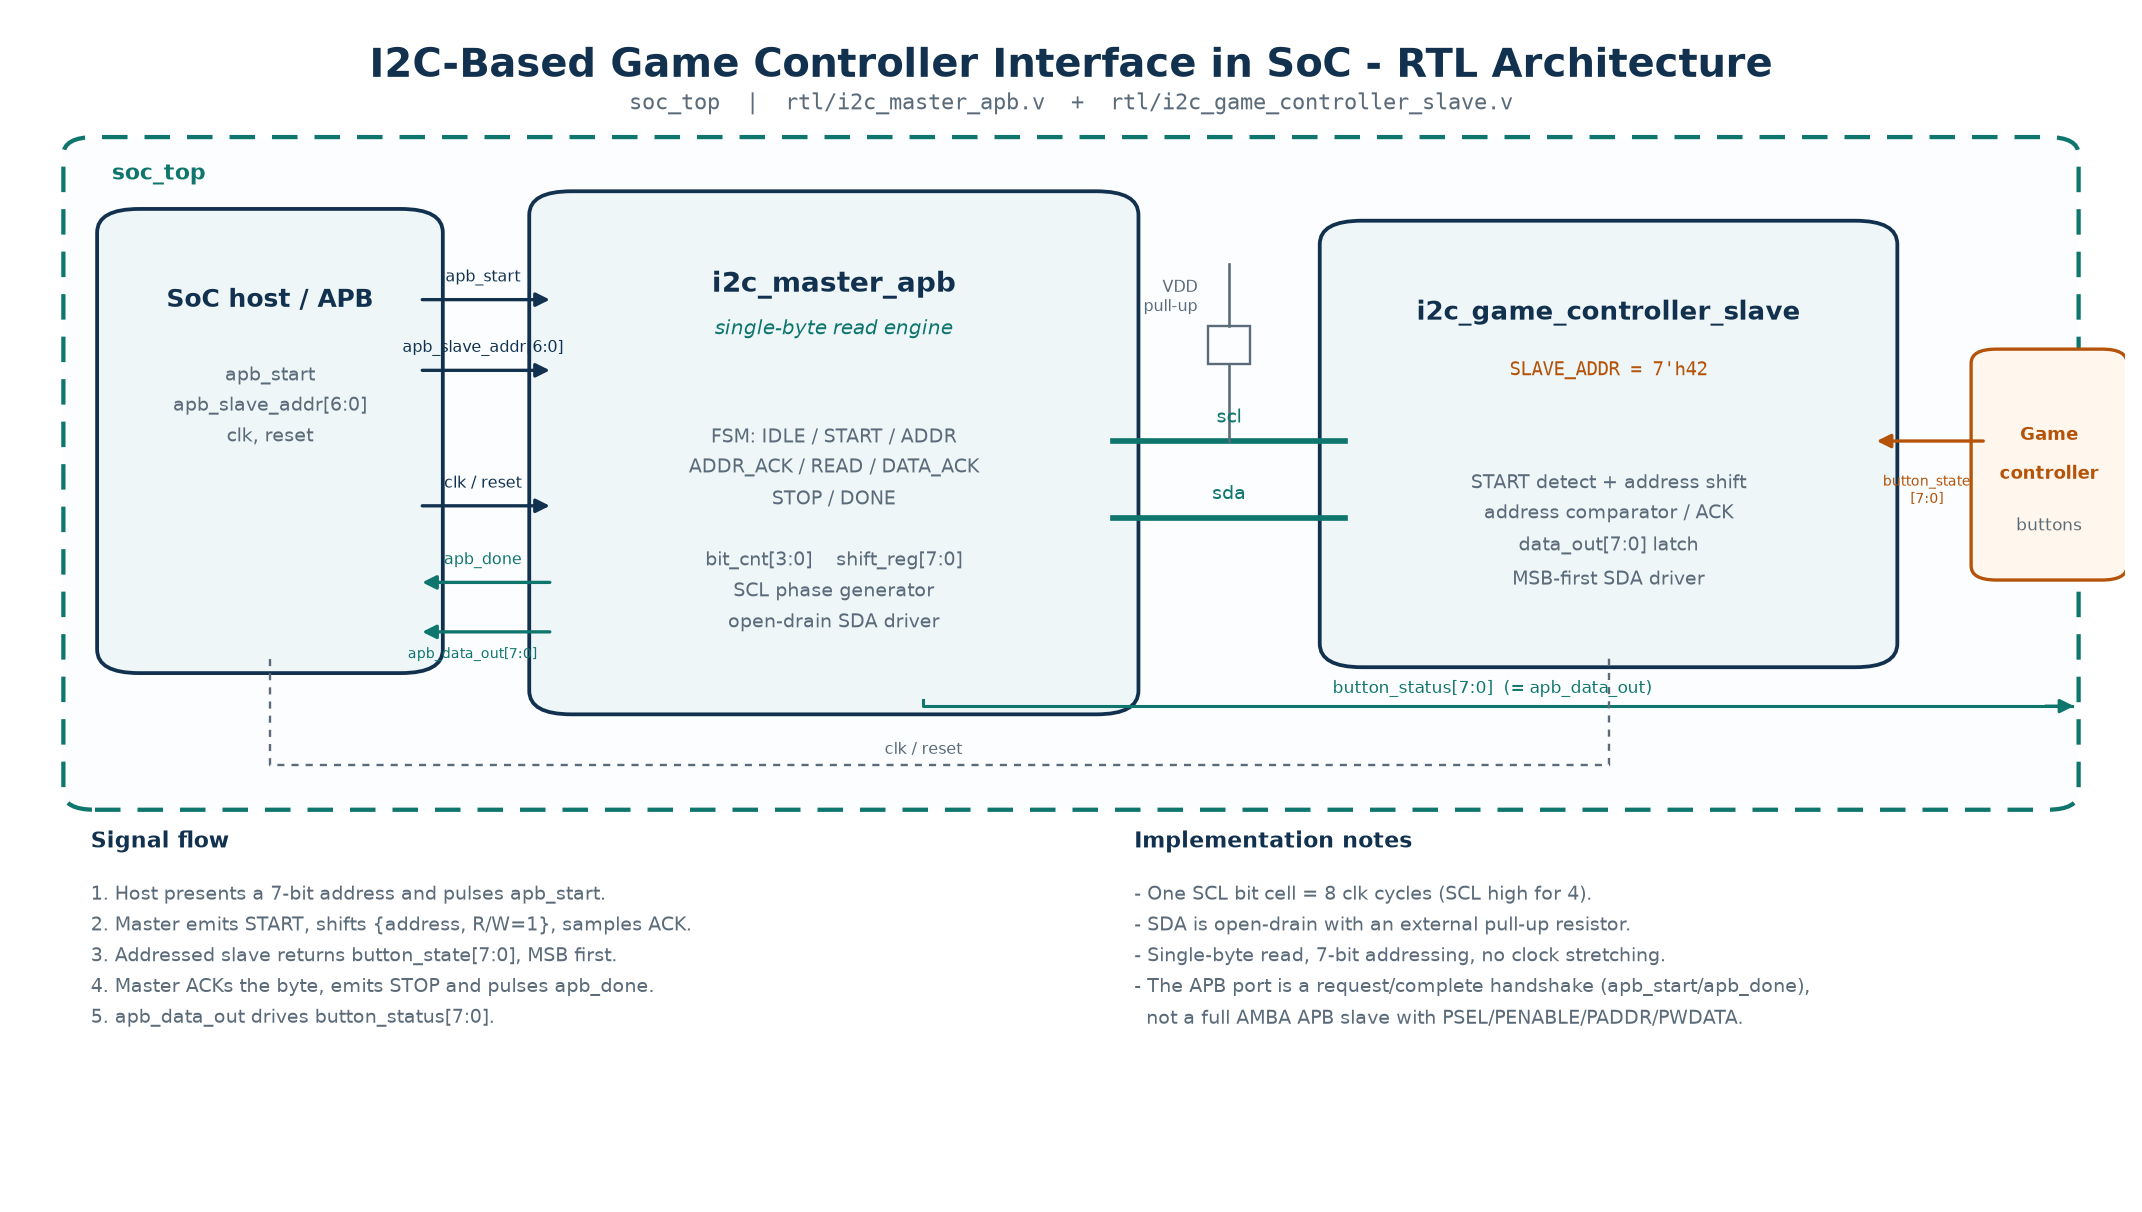 I2C-Based Game Controller Interface in SoC - RTL Architecture
soc_top | rtl/i2c_master_apb.v + rtl/i2c_game_controller_slave.v
soc_top
SoC host / APB
apb_start
apb_slave_addr[6:0]
clk, reset
apb_start
apb_slave_addr[6:0]
clk / reset
apb_done
apb_data_out[7:0]
i2c_master_apb
single-byte read engine
FSM: IDLE / START / ADDR
ADDR_ACK / READ / DATA_ACK
STOP / DONE
bit_cnt[3:0] shift_reg[7:0]
SCL phase generator
open-drain SDA driver
VDD
pull-up
scl
sda
i2c_game_controller_slave
SLAVE_ADDR = 7'h42
START detect + address shift
address comparator / ACK
data_out[7:0] latch
MSB-first SDA driver
button_state
[7:0]
Game
controller
buttons
button_status[7:0] (= apb_data_out)
clk / reset
Signal flow
1. Host presents a 7-bit address and pulses apb_start.
2. Master emits START, shifts {address, R/W=1}, samples ACK.
3. Addressed slave returns button_state[7:0], MSB first.
4. Master ACKs the byte, emits STOP and pulses apb_done.
5. apb_data_out drives button_status[7:0].
Implementation notes
- One SCL bit cell = 8 clk cycles (SCL high for 4).
- SDA is open-drain with an external pull-up resistor.
- Single-byte read, 7-bit addressing, no clock stretching.
- The APB port is a request/complete handshake (apb_start/apb_done),
not a full AMBA APB slave with PSEL/PENABLE/PADDR/PWDATA.